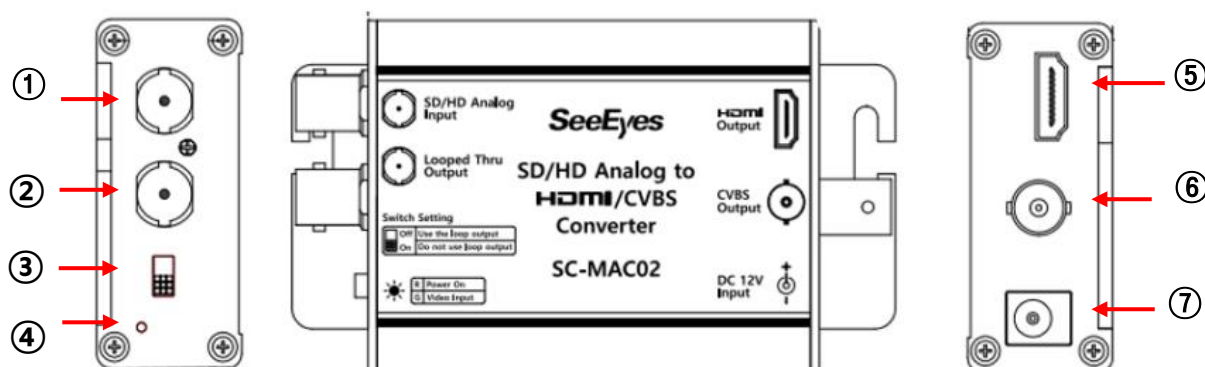 ①
②
③
④
SD/HD Analog
Input
Looped Thru
Output
Switch Setting
Off Use the loop output
On Do not use loop output
R Power On
G Video Input
SeeEyes
SD/HD Analog to
HDMI/CVBS
Converter
SC-MAC02
HDMI
Output
CVBS
Output
DC 12V
Input
+
−
⑤
⑥
⑦